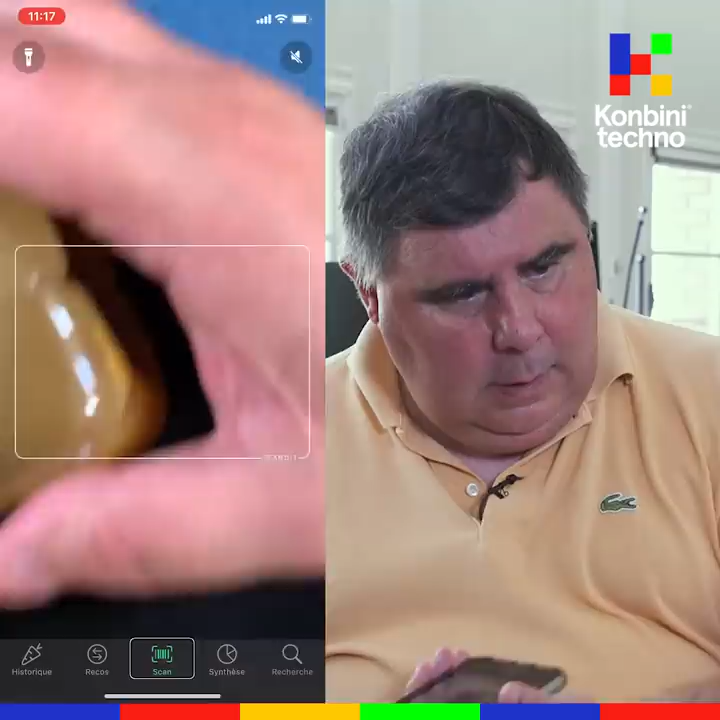 11:17
Konbini
techno
Historique
Recos
Scan
Synthèse
Recherche